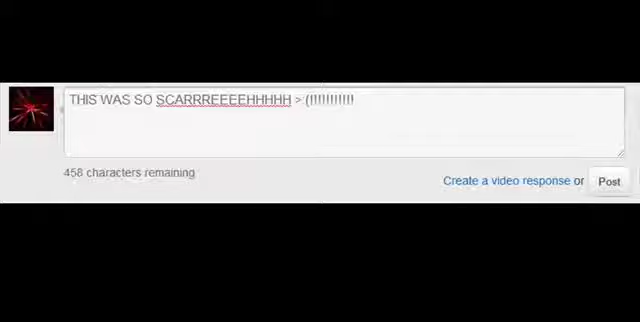 THIS WAS SO SCARRREEEEHHHHH > (!!!!!!!!!!!
458 characters remaining
Create a video response or Post